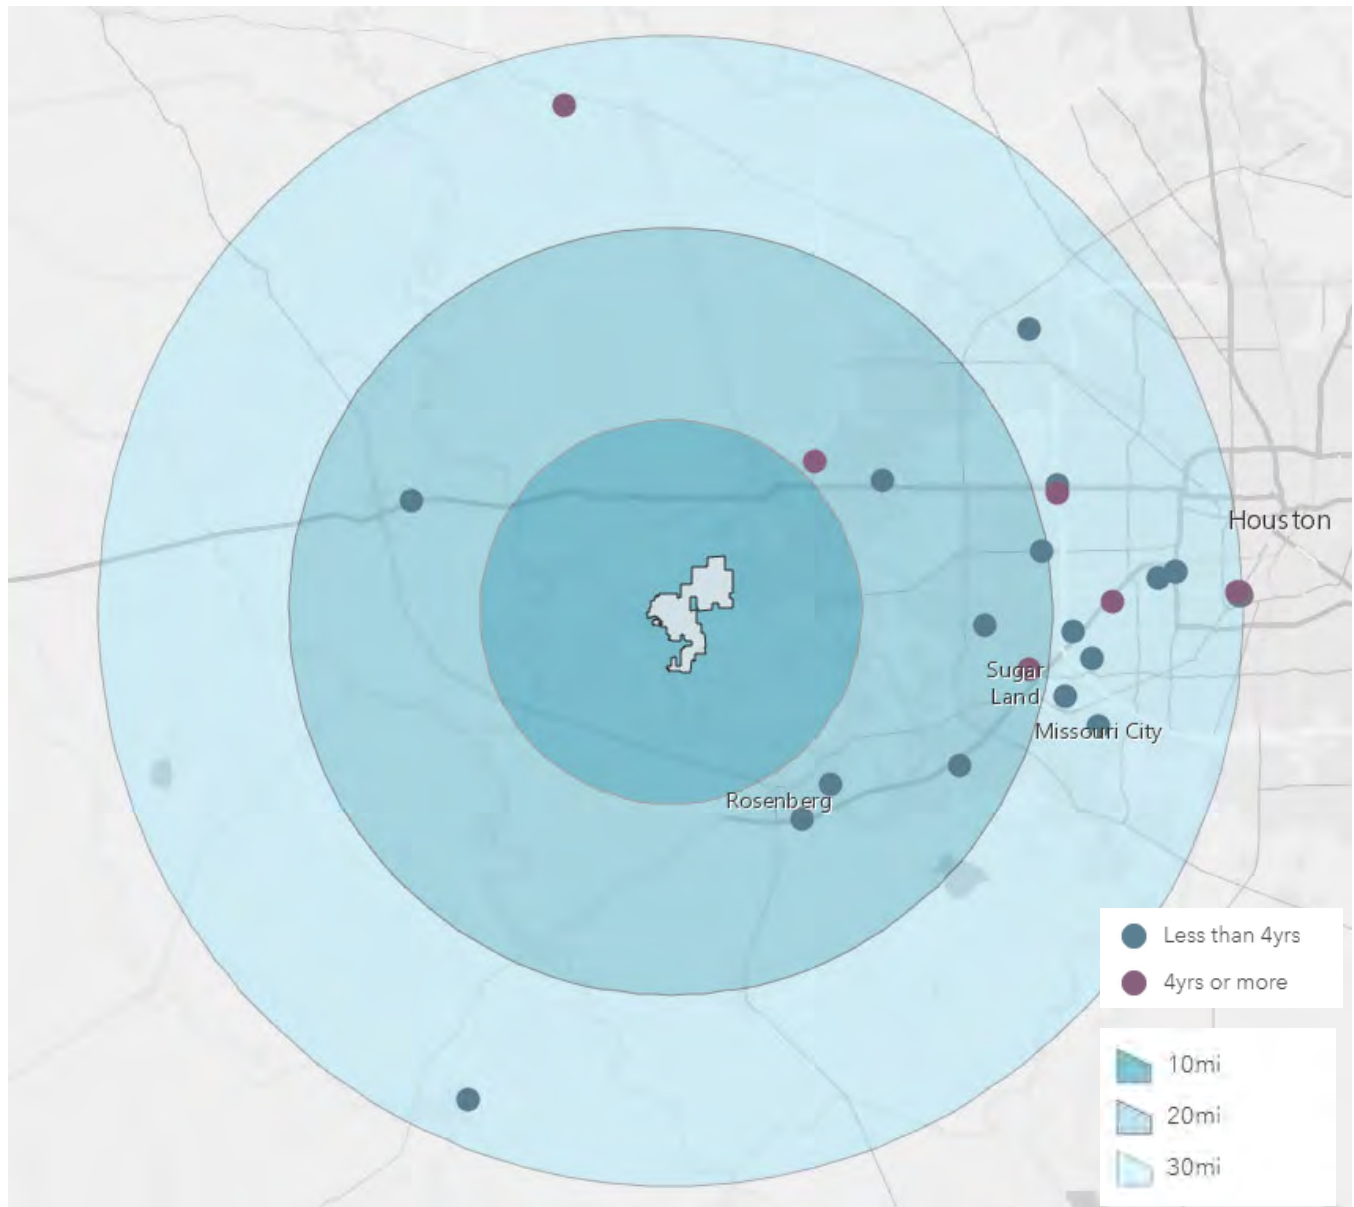 Houston
Sugar
Land
Missouri City
Rosenberg
Less than 4yrs
4yrs or more
10mi
20mi
30mi